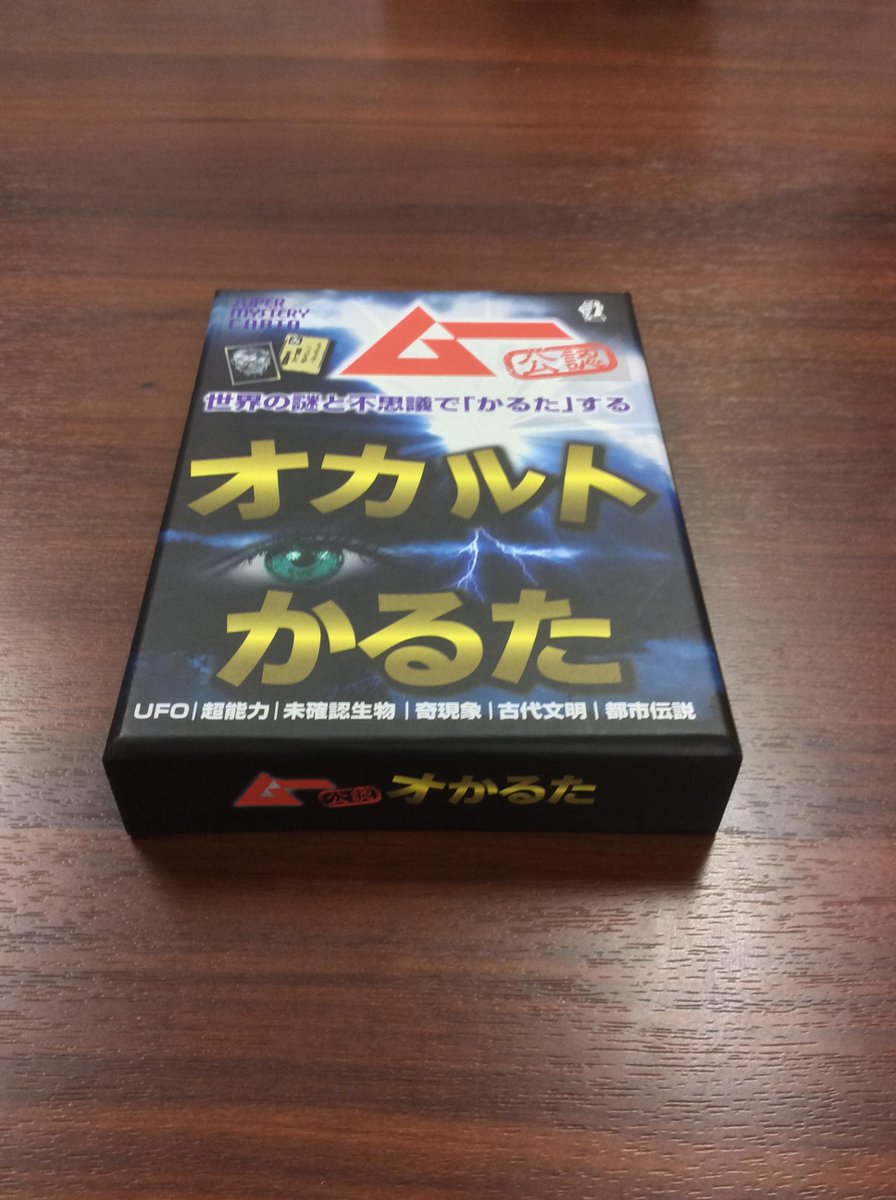 SUPER
MYSTERY
CARTA
ムー
公認
世界の謎と不思議で「かるた」する
オカルト
かるた
UFO|超能力|未確認生物|奇現象|古代文明|都市伝説
ムー公認 オかるた